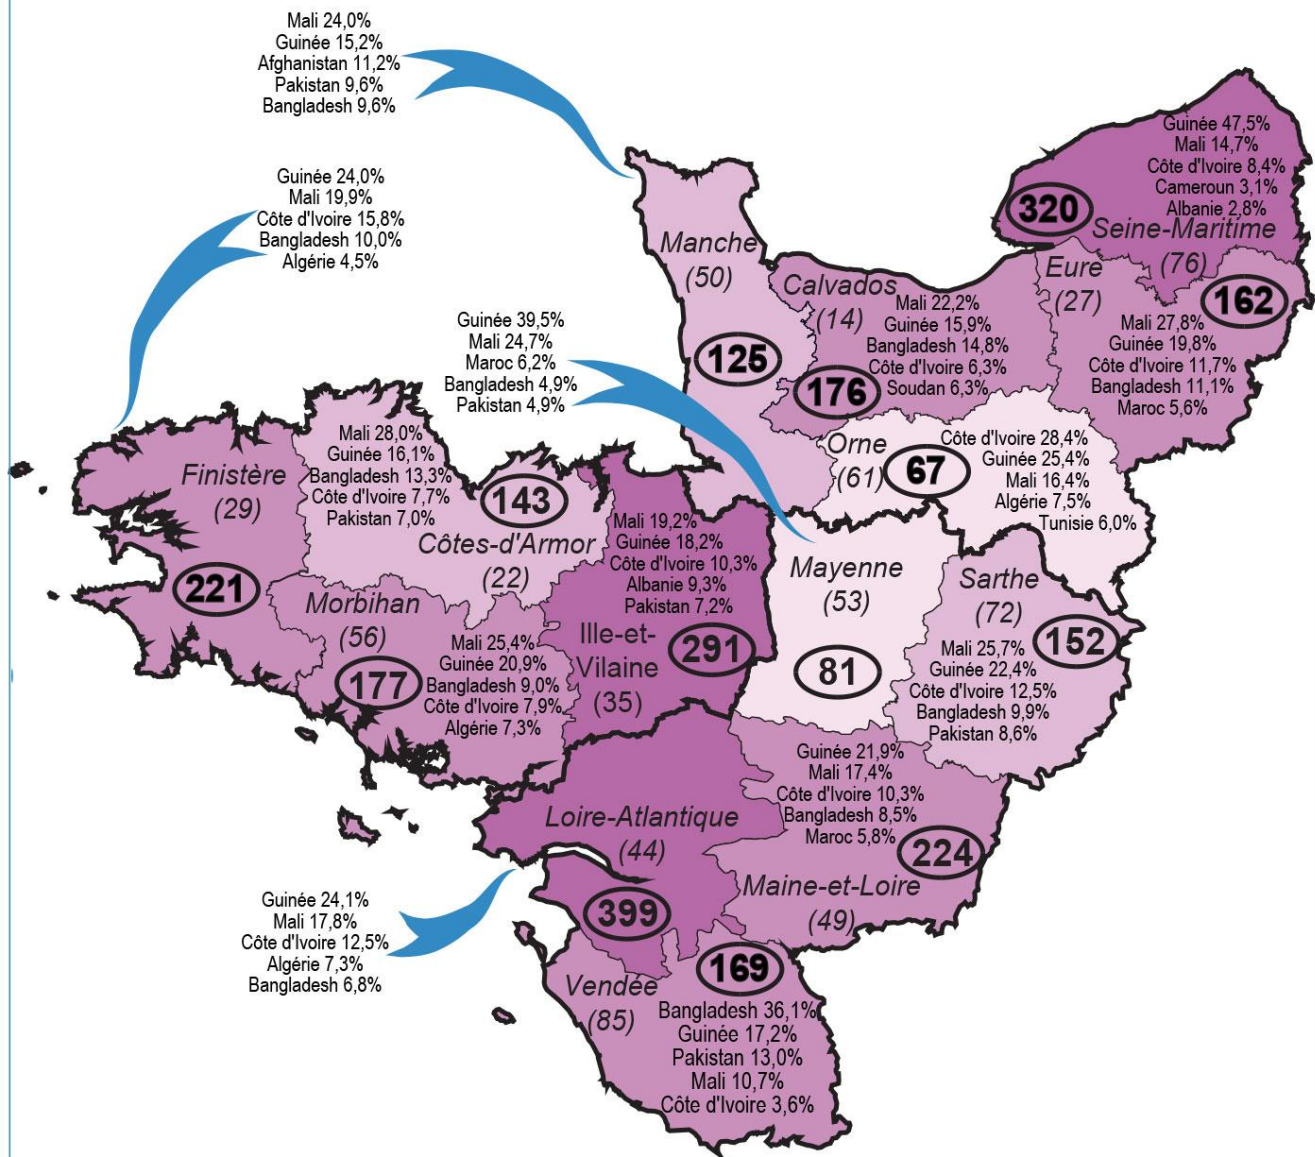 Mali 24,0%
Guinée 15,2%
Afghanistan 11,2%
Pakistan 9,6%
Bangladesh 9,6%
Guinée 24,0%
Mali 19,9%
Côte d'Ivoire 15,8%
Bangladesh 10,0%
Algérie 4,5%
Guinée 39,5%
Mali 24,7%
Maroc 6,2%
Bangladesh 4,9%
Pakistan 4,9%
Manche
(50)
125
Calvados
(14)
Mali 22,2%
Guinée 15,9%
Bangladesh 14,8%
Côte d'Ivoire 6,3%
Soudan 6,3%
176
Guinée 47,5%
Mali 14,7%
Côte d'Ivoire 8,4%
Cameroun 3,1%
Albanie 2,8%
320
Seine-Maritime
(76)
Eure
(27)
162
Mali 27,8%
Guinée 19,8%
Côte d'Ivoire 11,7%
Bangladesh 11,1%
Maroc 5,6%
Orne
(61)
67
Côte d'Ivoire 28,4%
Guinée 25,4%
Mali 16,4%
Algérie 7,5%
Tunisie 6,0%
Finistère
(29)
221
Mali 28,0%
Guinée 16,1%
Bangladesh 13,3%
Côte d'Ivoire 7,7%
Pakistan 7,0%
143
Côtes-d'Armor
(22)
Morbihan
(56)
177
Mali 25,4%
Guinée 20,9%
Bangladesh 9,0%
Côte d'Ivoire 7,9%
Algérie 7,3%
Mali 19,2%
Guinée 18,2%
Côte d'Ivoire 10,3%
Albanie 9,3%
Pakistan 7,2%
Ille-et-
Vilaine
(35)
291
Mayenne
(53)
81
Sarthe
(72)
152
Mali 25,7%
Guinée 22,4%
Côte d'Ivoire 12,5%
Bangladesh 9,9%
Pakistan 8,6%
Loire-Atlantique
(44)
399
Guinée 21,9%
Mali 17,4%
Côte d'Ivoire 10,3%
Bangladesh 8,5%
Maroc 5,8%
224
Maine-et-Loire
(49)
Guinée 24,1%
Mali 17,8%
Côte d'Ivoire 12,5%
Algérie 7,3%
Bangladesh 6,8%
Vendée
(85)
169
Bangladesh 36,1%
Guinée 17,2%
Pakistan 13,0%
Mali 10,7%
Côte d'Ivoire 3,6%